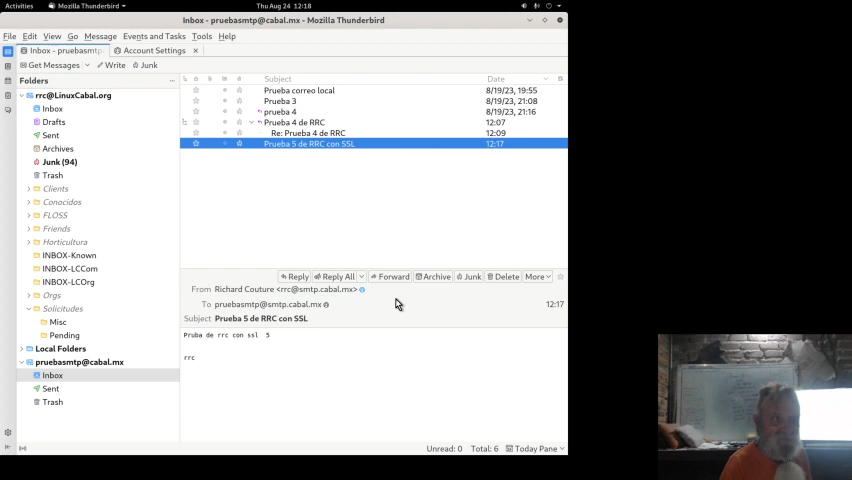 Activities
Mozilla Thunderbird
Thu Aug 24 12:18
Inbox - pruebasmtp@cabal.mx - Mozilla Thunderbird
File Edit View Go Message Events and Tasks Tools Help
Inbox - pruebasmtp
Account Settings
Get Messages
Write
Junk
Folders
rrc@LinuxCabal.org
Inbox
Drafts
Sent
Archives
Junk (94)
Trash
Clients
Conocidos
FLOSS
Friends
Horticultura
INBOX-Known
INBOX-LCCom
INBOX-LCOrg
Orgs
Solicitudes
Misc
Pending
Local Folders
pruebasmtp@cabal.mx
Inbox
Sent
Trash
Subject Date
Prueba correo local 8/19/23, 19:55
Prueba 3 8/19/23, 21:08
prueba 4 8/19/23, 21:16
Prueba 4 de RRC 12:07
Re: Prueba 4 de RRC 12:09
Prueba 5 de RRC con SSL 12:17
Reply Reply All Forward Archive Junk Delete More
From Richard Couture <rrc@smtp.cabal.mx>
To pruebasmtp@smtp.cabal.mx 12:17
Subject Prueba 5 de RRC con SSL
Pruba de rrc con ssl 5
rrc
Unread: 0 Total: 6 Today Pane